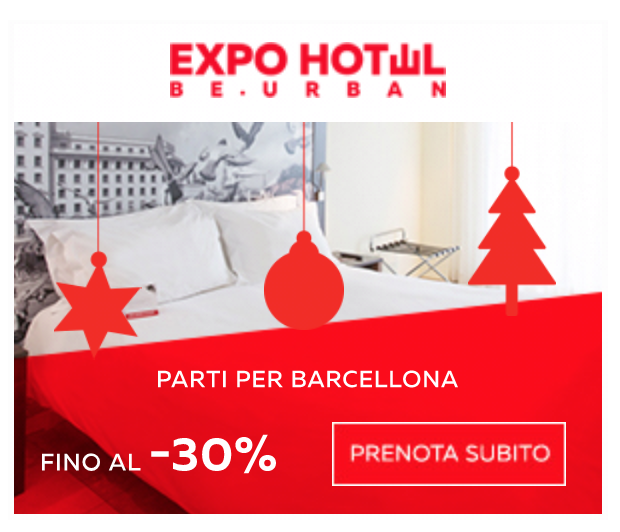 EXPO HOTEL
BE.URBAN
PARTI PER BARCELLONA
FINO AL -30%
PRENOTA SUBITO